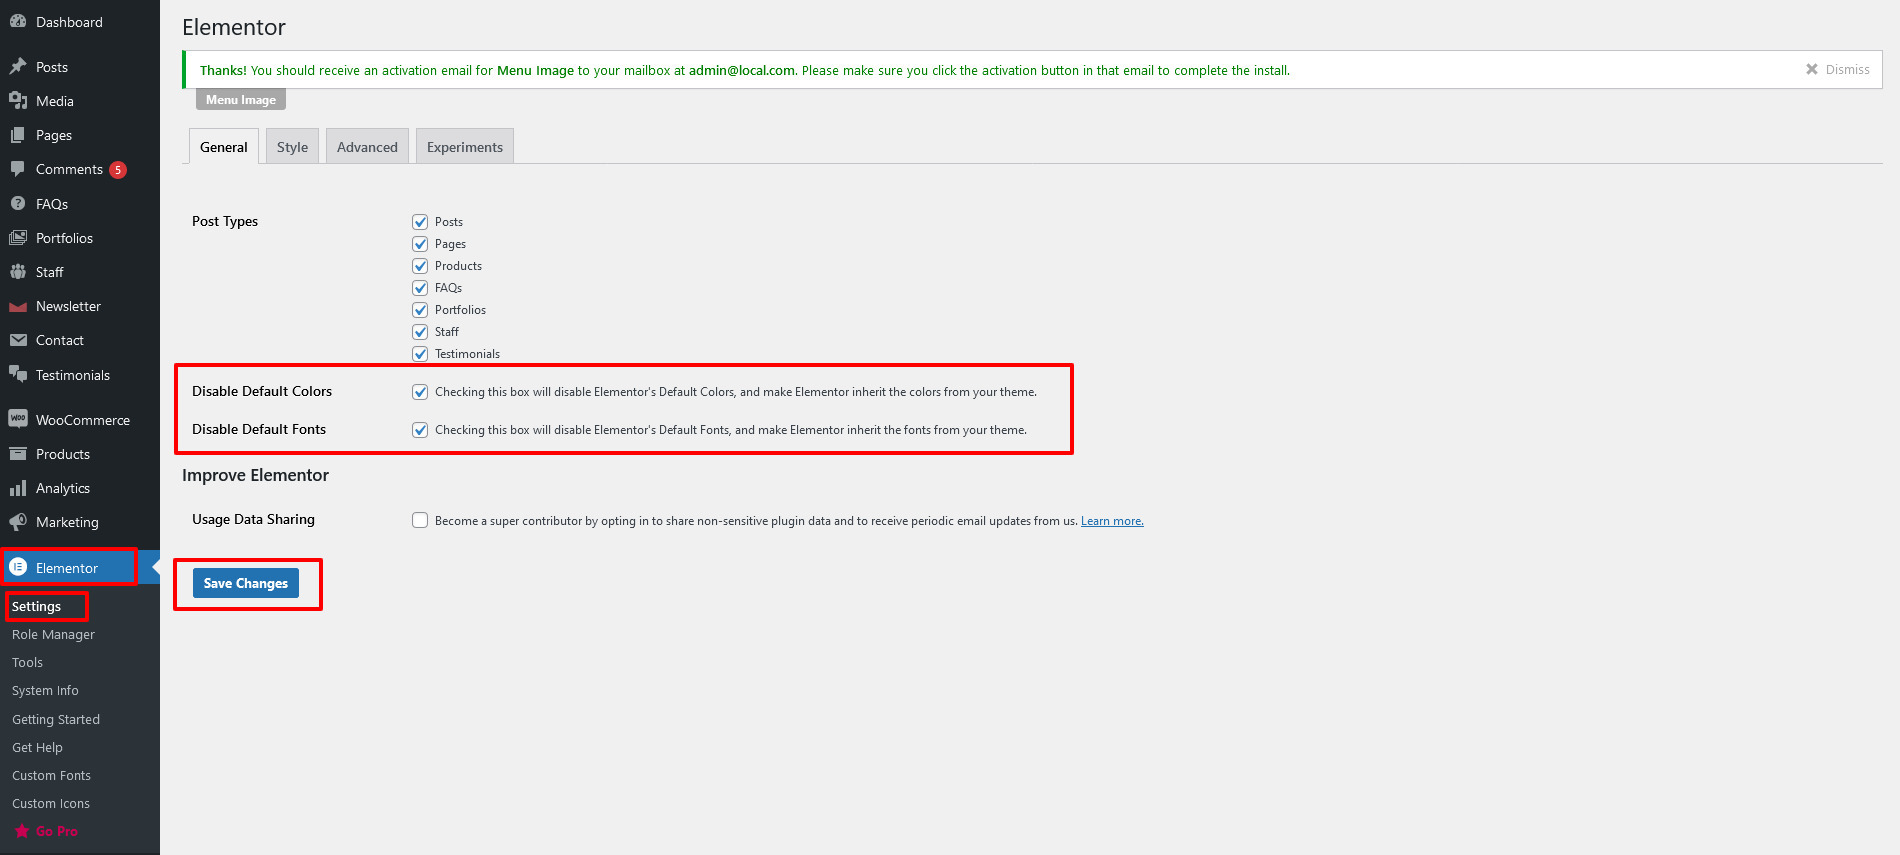 Dashboard
Posts
Media
Pages
Comments 5
FAQs
Portfolios
Staff
Newsletter
Contact
Testimonials
WOO WooCommerce
Products
Analytics
Marketing
Elementor
Settings
Role Manager
Tools
System Info
Getting Started
Get Help
Custom Fonts
Custom Icons
Go Pro
Elementor
Thanks! You should receive an activation email for Menu Image to your mailbox at admin@local.com. Please make sure you click the activation button in that email to complete the install.
Dismiss
Menu Image
General Style Advanced Experiments
Post Types
Posts
Pages
Products
FAQs
Portfolios
Staff
Testimonials
Disable Default Colors Checking this box will disable Elementor's Default Colors, and make Elementor inherit the colors from your theme.
Disable Default Fonts Checking this box will disable Elementor's Default Fonts, and make Elementor inherit the fonts from your theme.
Improve Elementor
Usage Data Sharing Become a super contributor by opting in to share non-sensitive plugin data and to receive periodic email updates from us. Learn more.
Save Changes